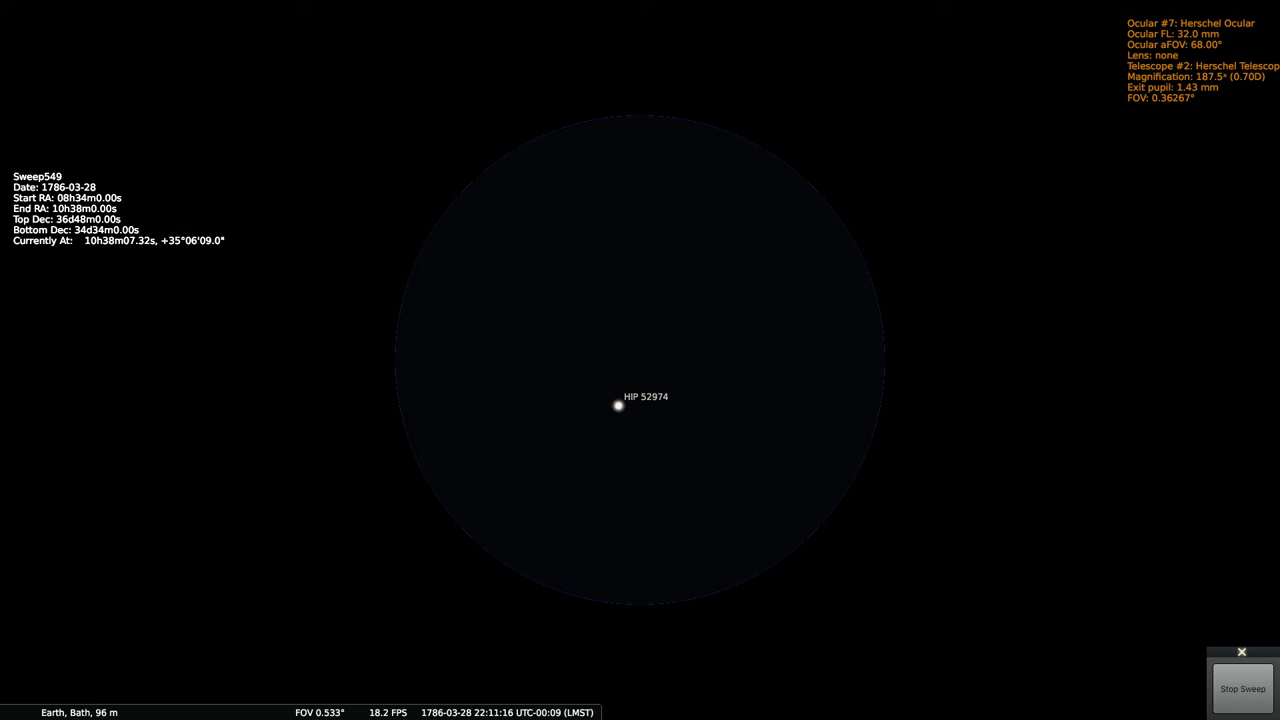 Ocular #7: Herschel Ocular
Ocular FL: 32.0 mm
Ocular aFOV: 68.00°
Lens: none
Telescope #2: Herschel Telescop
Magnification: 187.5ˣ (0.70D)
Exit pupil: 1.43 mm
FOV: 0.36267°
Sweep549
Date: 1786-03-28
Start RA: 08h34m0.00s
End RA: 10h38m0.00s
Top Dec: 36d48m0.00s
Bottom Dec: 34d34m0.00s
Currently At: 10h38m07.32s, +35°06'09.0"
HIP 52974
Stop Sweep
Earth, Bath, 96 m FOV 0.533° 18.2 FPS 1786-03-28 22:11:16 UTC-00:09 (LMST)